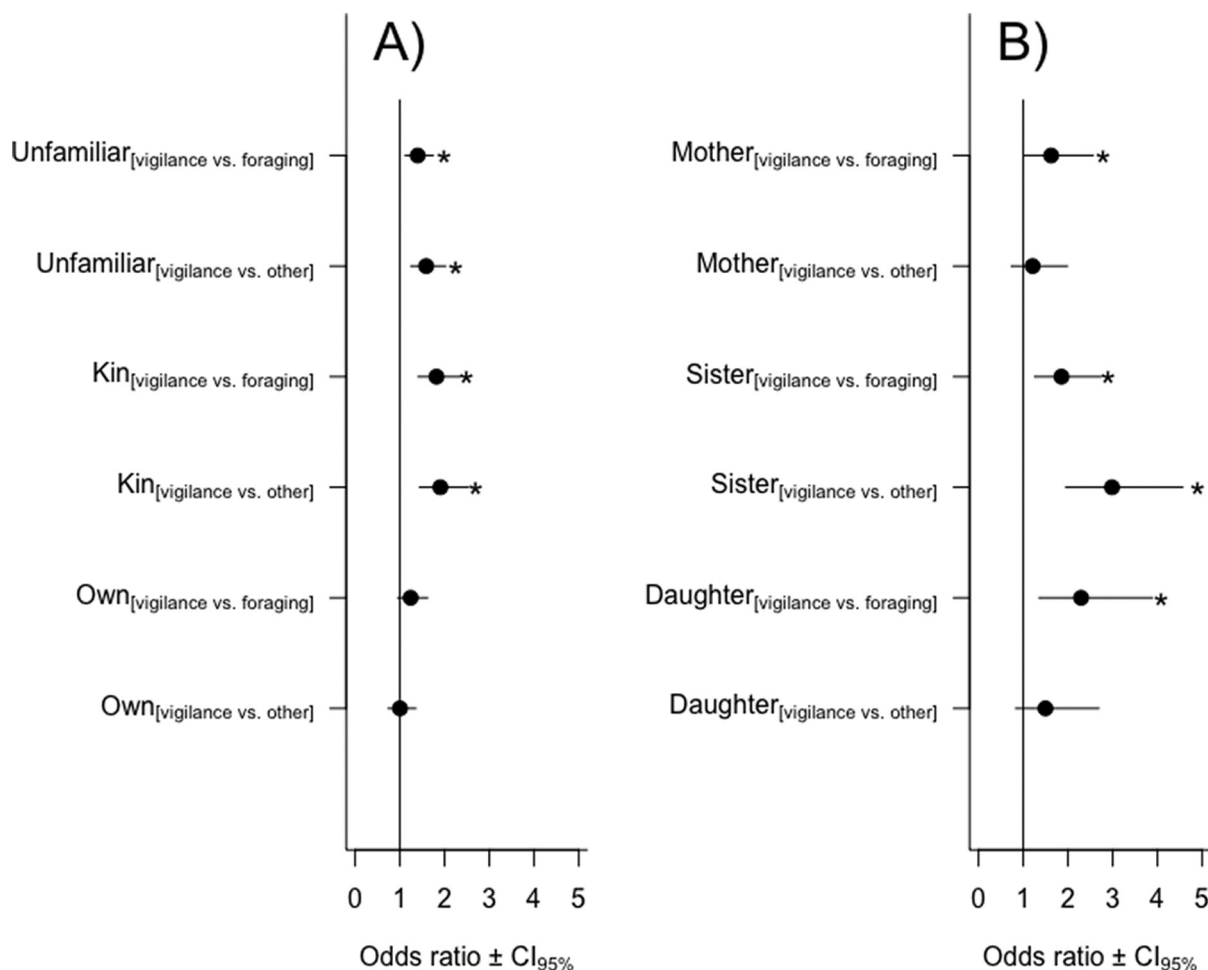 A)
Unfamiliar[vigilance vs. foraging]
*
Unfamiliar[vigilance vs. other]
*
Kin[vigilance vs. foraging]
*
Kin[vigilance vs. other]
*
Own[vigilance vs. foraging]
Own[vigilance vs. other]
0 1 2 3 4 5
Odds ratio ± CI95%
B)
Mother[vigilance vs. foraging]
*
Mother[vigilance vs. other]
Sister[vigilance vs. foraging]
*
Sister[vigilance vs. other]
*
Daughter[vigilance vs. foraging]
*
Daughter[vigilance vs. other]
0 1 2 3 4 5
Odds ratio ± CI95%